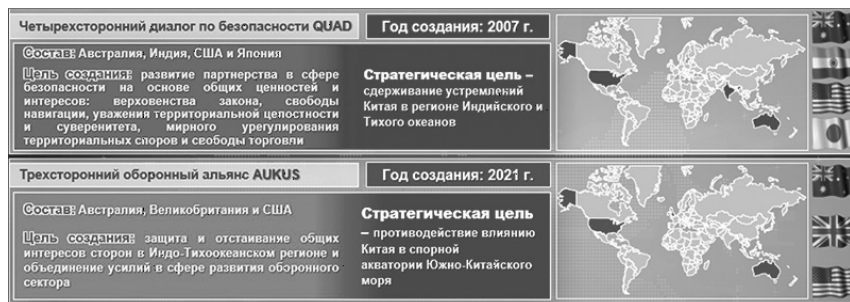 Четырехсторонний диалог по безопасности QUAD
Год создания: 2007 г.
Состав: Австралия, Индия, США и Япония
Цель создания: развитие партнерства в сфере
безопасности на основе общих ценностей и
интересов: верховенства закона, свободы
навигации, уважения территориальной целостности
и суверенитета, мирного урегулирования
территориальных споров и свободы торговли
Стратегическая цель –
сдерживание устремлений
Китая в регионе Индийского и
Тихого океанов
Трехсторонний оборонный альянс AUKUS
Год создания: 2021 г.
Состав: Австралия, Великобритания и США
Цель создания: защита и отстаивание общих
интересов сторон в Индо-Тихоокеанском регионе и
объединение усилий в сфере развития оборонного
сектора
Стратегическая цель
– противодействие влиянию
Китая в спорной
акватории Южно-Китайского
моря